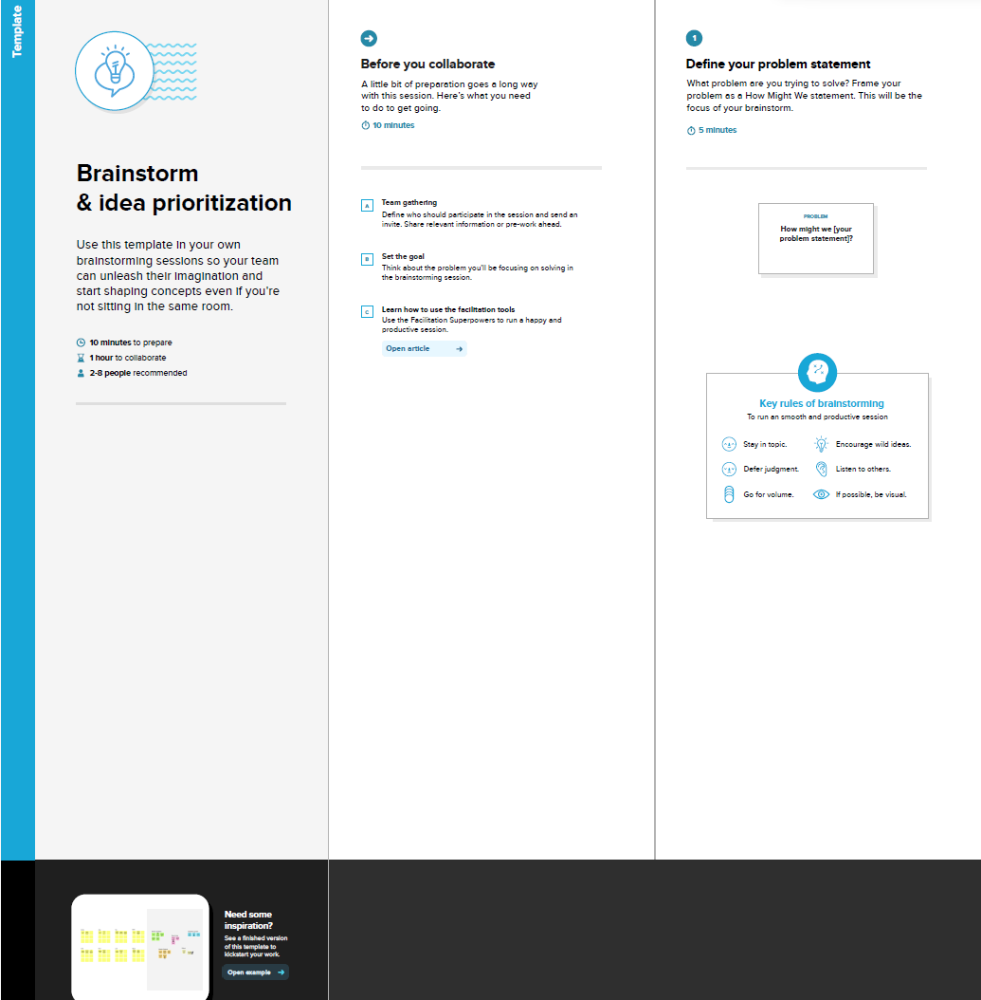 Template
Brainstorm
& idea prioritization
Use this template in your own
brainstorming sessions so your team
can unleash their imagination and
start shaping concepts even if you're
not sitting in the same room.
10 minutes to prepare
1 hour to collaborate
2-8 people recommended
Before you collaborate
A little bit of preparation goes a long way
with this session. Here's what you need
to do to get going.
10 minutes
A
Team gathering
Define who should participate in the session and send an
invite. Share relevant information or pre-work ahead.
B
Set the goal
Think about the problem you'll be focusing on solving in
the brainstorming session.
C
Learn how to use the facilitation tools
Use the Facilitation Superpowers to run a happy and
productive session.
Open article
1
Define your problem statement
What problem are you trying to solve? Frame your
problem as a How Might We statement. This will be the
focus of your brainstorm.
5 minutes
PROBLEM
How might we [your
problem statement]?
Key rules of brainstorming
To run an smooth and productive session
Stay in topic.
Encourage wild ideas.
Defer judgment.
Listen to others.
Go for volume.
If possible, be visual.
Need some
inspiration?
See a finished version
of this template to
kickstart your work.
Open example